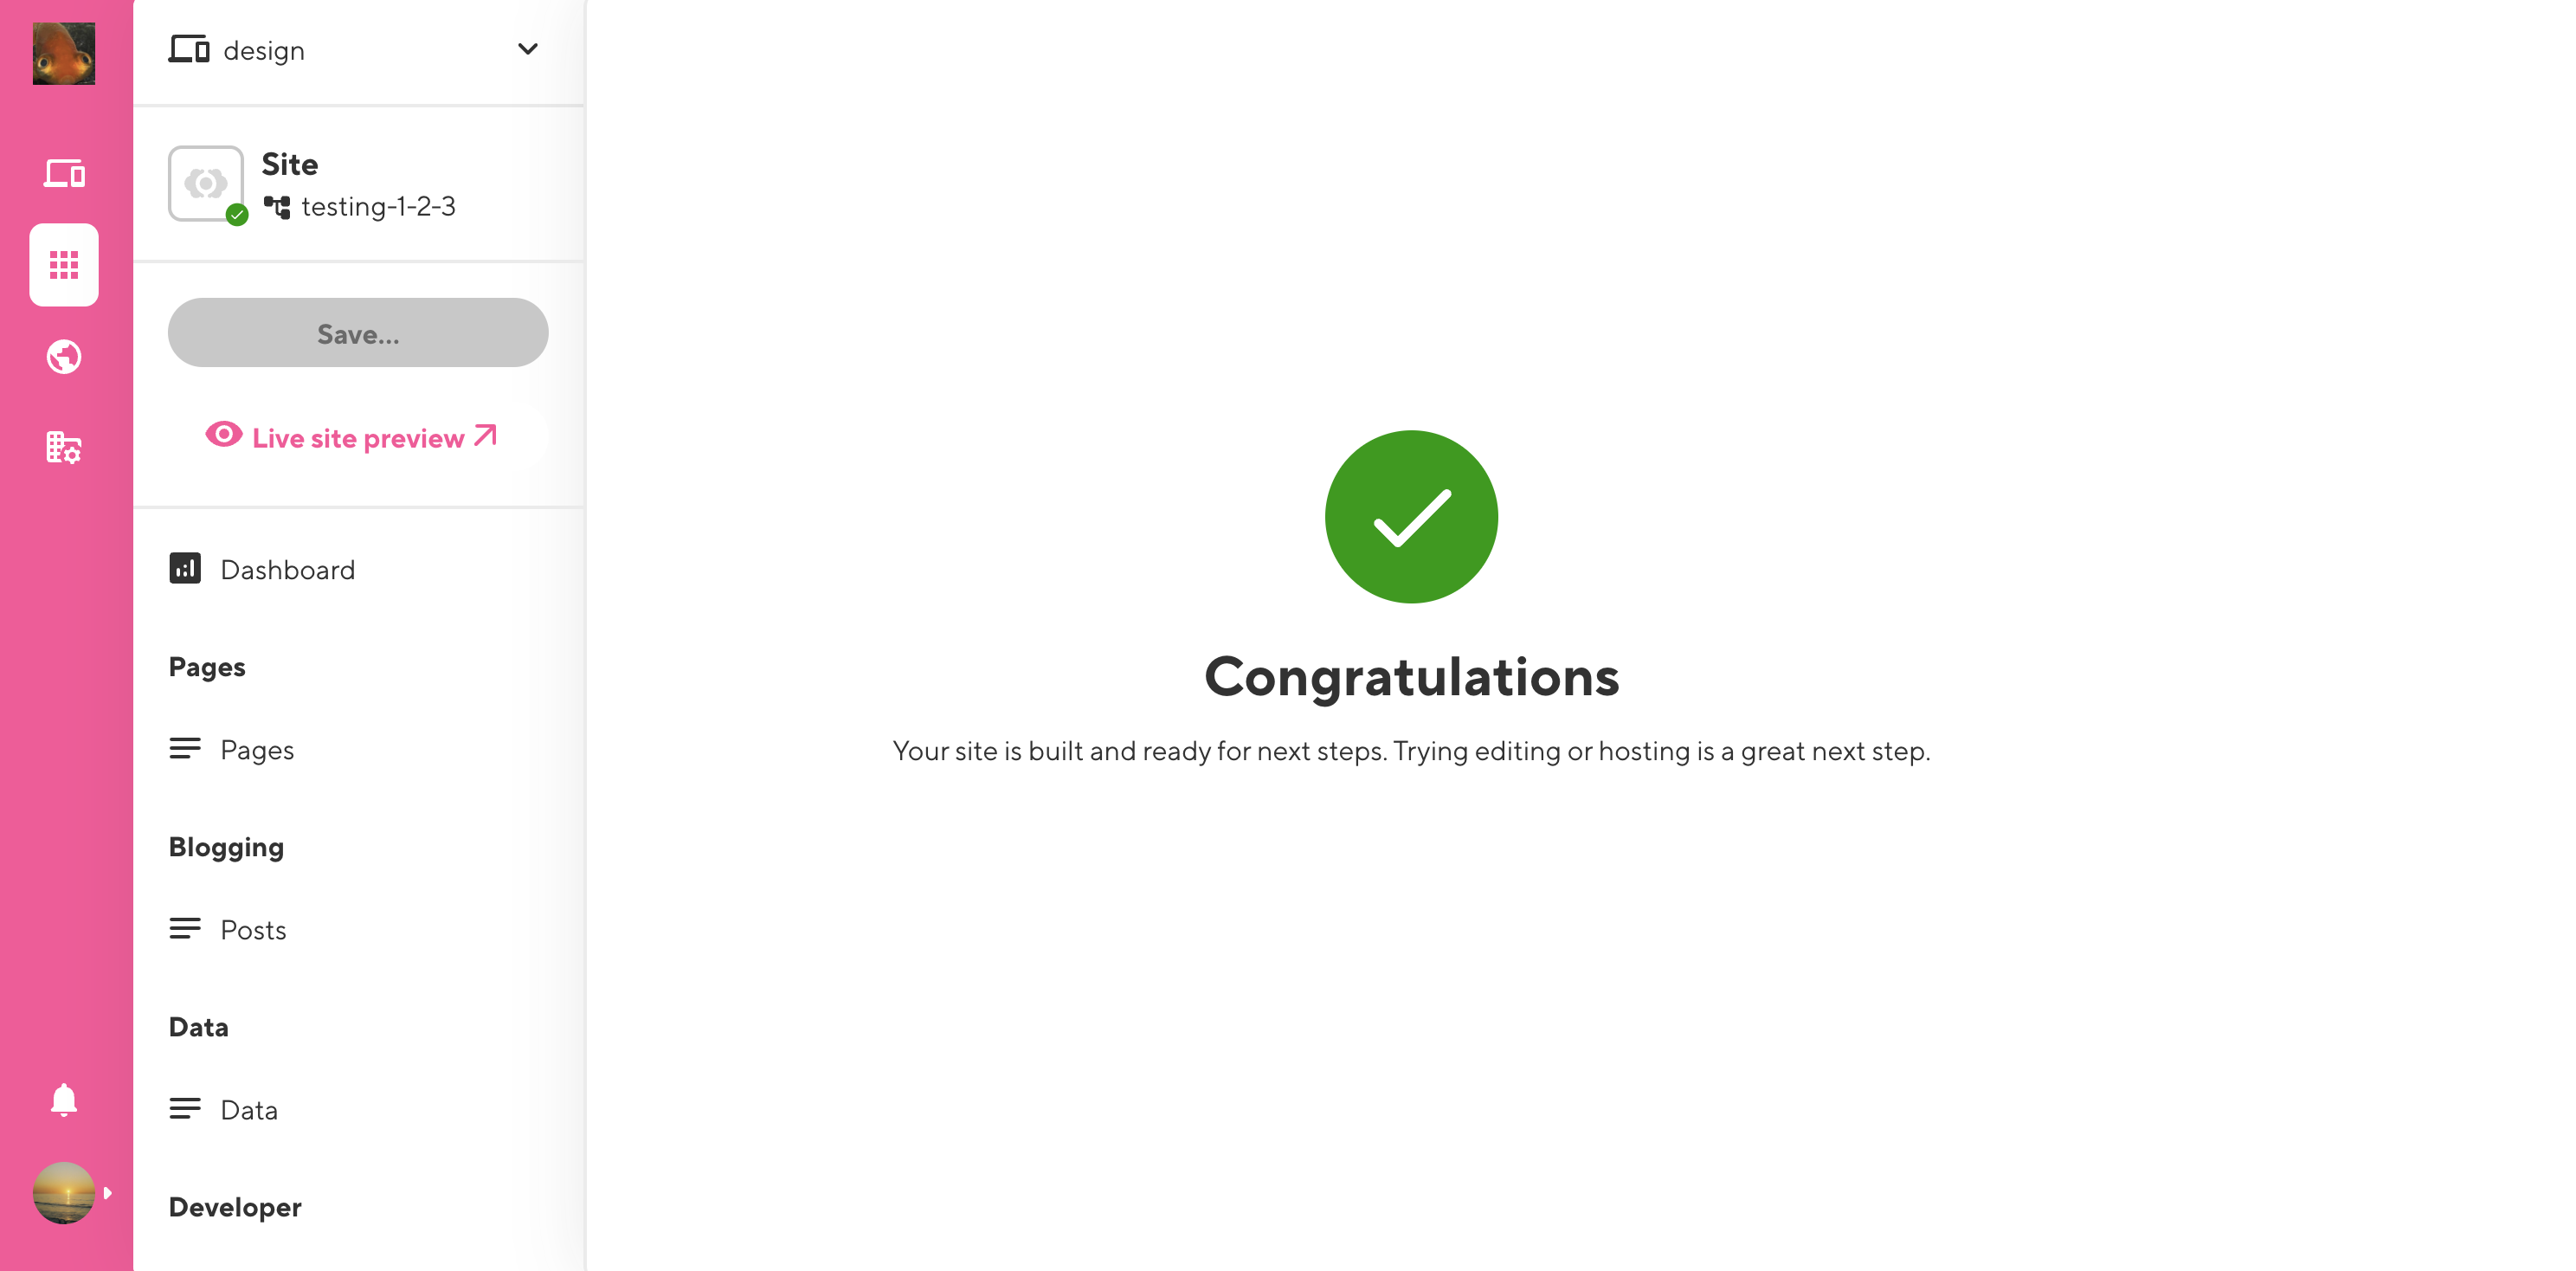 design
Site
testing-1-2-3
Save...
Live site preview
Dashboard
Pages
Pages
Blogging
Posts
Data
Data
Developer
Congratulations
Your site is built and ready for next steps. Trying editing or hosting is a great next step.